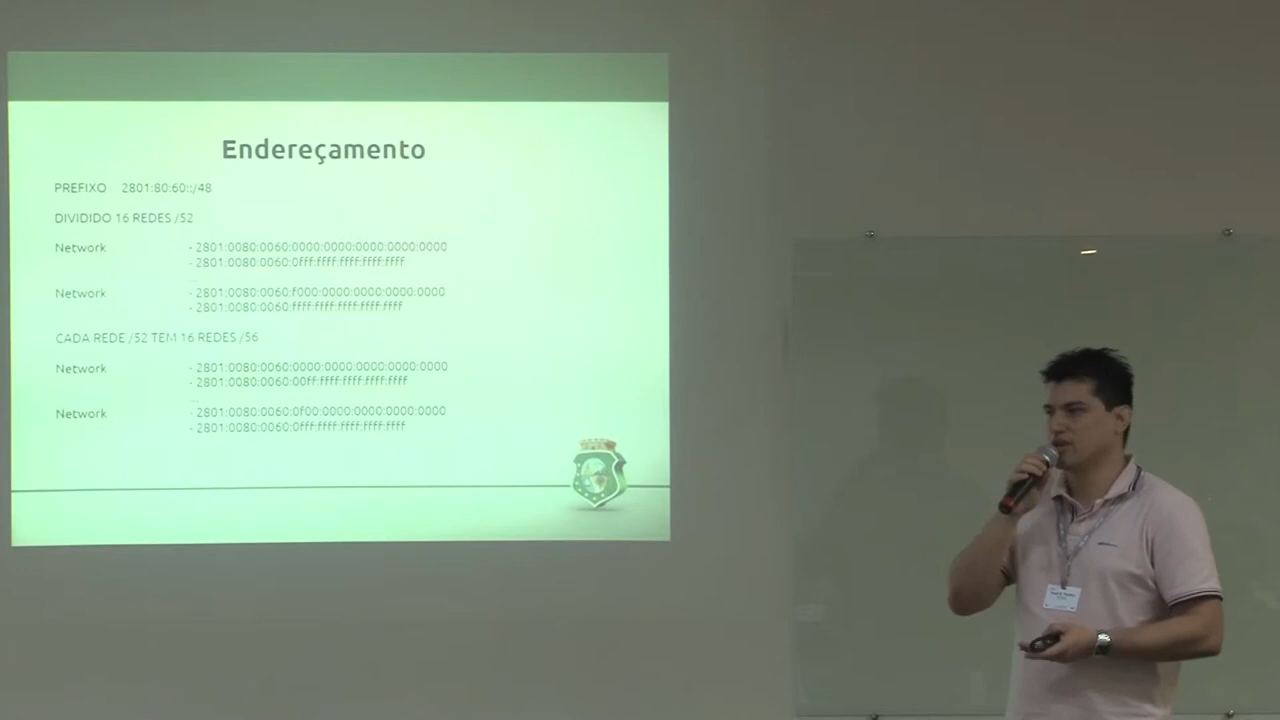 Endereçamento
PREFIXO 2801:80:60::/48
DIVIDIDO 16 REDES /52
Network - 2801:0080:0060:0000:0000:0000:0000:0000
- 2801:0080:0060:0fff:ffff:ffff:ffff:ffff
...
Network - 2801:0080:0060:f000:0000:0000:0000:0000
- 2801:0080:0060:ffff:ffff:ffff:ffff:ffff
CADA REDE /52 TEM 16 REDES /56
Network - 2801:0080:0060:0000:0000:0000:0000:0000
- 2801:0080:0060:00ff:ffff:ffff:ffff:ffff
...
Network - 2801:0080:0060:0f00:0000:0000:0000:0000
- 2801:0080:0060:0fff:ffff:ffff:ffff:ffff